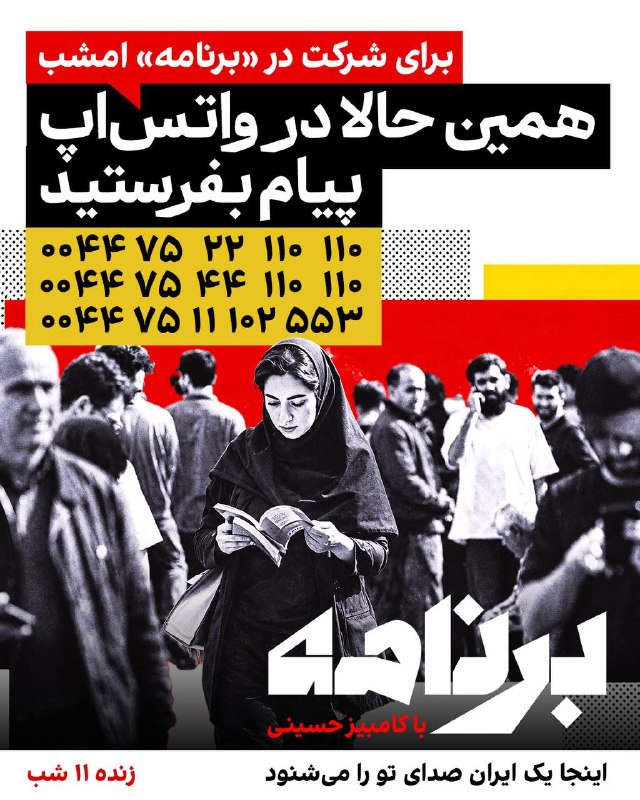 برای شرکت در «برنامه» امشب
همین حالا در واتس‌اپ
پیام بفرستید
۰۰۴۴ ۷۵ ۲۲ ۱۱۰ ۱۱۰
۰۰۴۴ ۷۵ ۴۴ ۱۱۰ ۱۱۰
۰۰۴۴ ۷۵ ۱۱ ۱۰۲ ۵۵۳
برنامه
با کامبیز حسینی
اینجا یک ایران صدای تو را می‌شنود
زنده ۱۱ شب